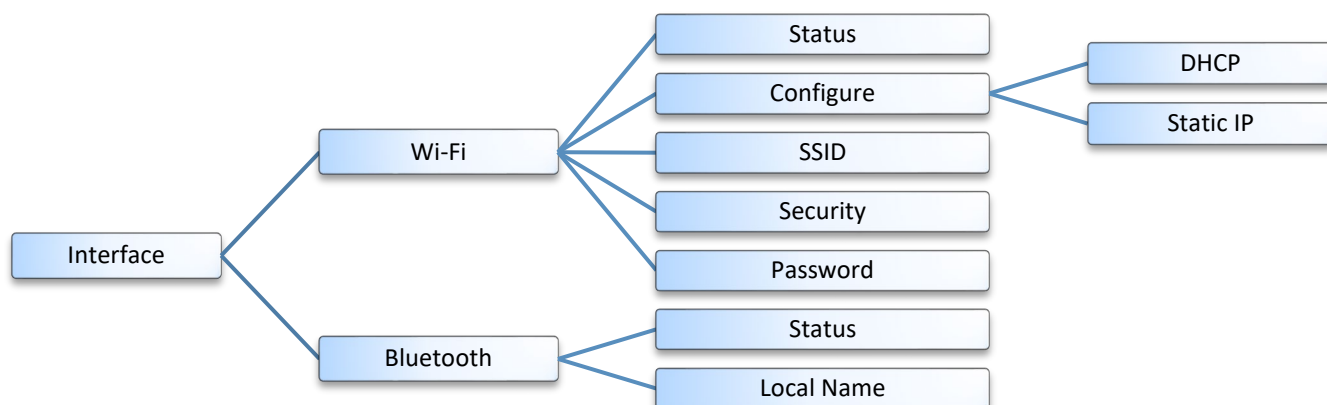 Status
DHCP
Configure
Static IP
Wi-Fi
SSID
Security
Interface
Password
Status
Bluetooth
Local Name